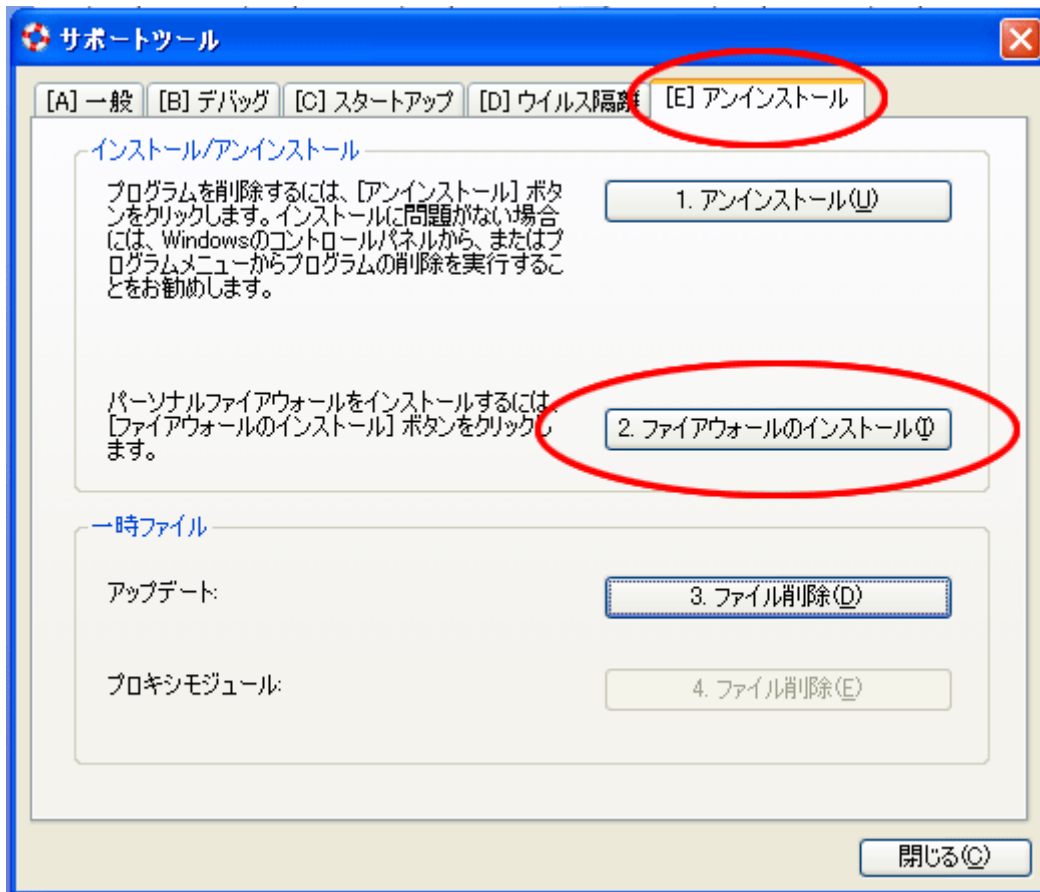 サポートツール
[A] 一般 [B] デバッグ [C] スタートアップ [D] ウイルス隔離 [E] アンインストール
インストール/アンインストール
プログラムを削除するには、[アンインストール] ボタ
ンをクリックします。インストールに問題がない場合
には、Windowsのコントロールパネルから、またはプ
ログラムメニューからプログラムの削除を実行するこ
とをお勧めします。
1. アンインストール(U)
パーソナルファイアウォールをインストールするには、
[ファイアウォールのインストール] ボタンをクリックし
ます。
2. ファイアウォールのインストール(I)
一時ファイル
アップデート:
3. ファイル削除(D)
プロキシモジュール:
4. ファイル削除(E)
閉じる(C)